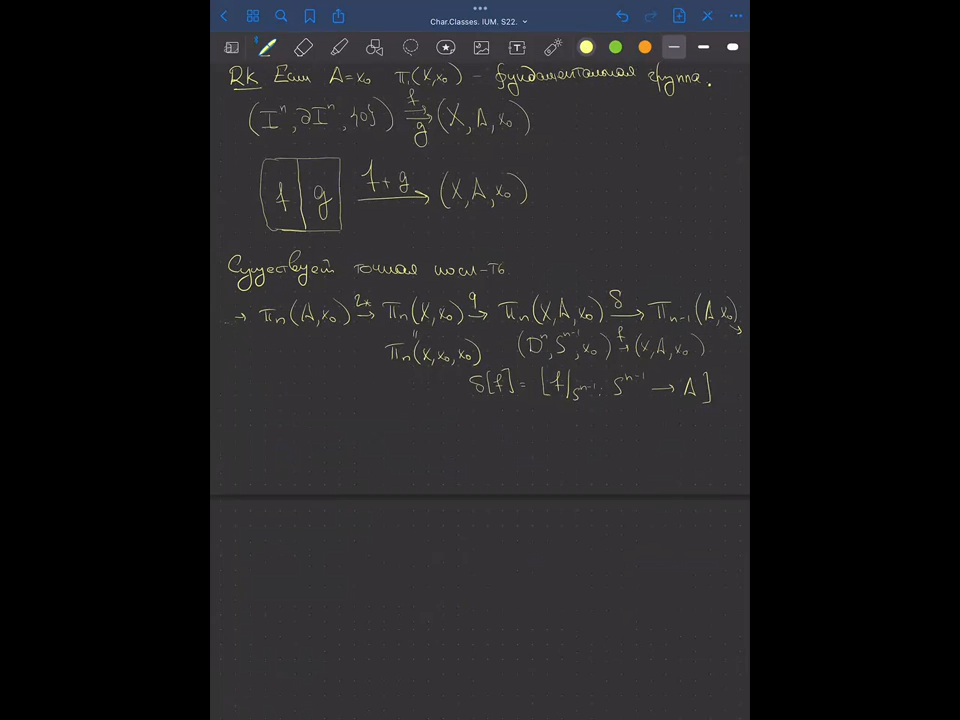 Char.Classes. IUM. S22.
Rk Если A = x₀ π₁(X,x₀) – фундаментальная группа.
(Iⁿ, ∂Iⁿ, {0}) f→ g→ (X, A, x₀)
f | g f+g → (X, A, x₀)
Существует точная посл-ть
… → πₙ(A,x₀) → πₙ(X,x₀) → πₙ(X,A,x₀) δ→ πₙ₋₁(A,x₀) →
πₙ(X,x₀,x₀) (Dⁿ, Sⁿ⁻¹, x₀) f→ (X,A,x₀)
δ[f] = [f|Sⁿ⁻¹: Sⁿ⁻¹ → A]